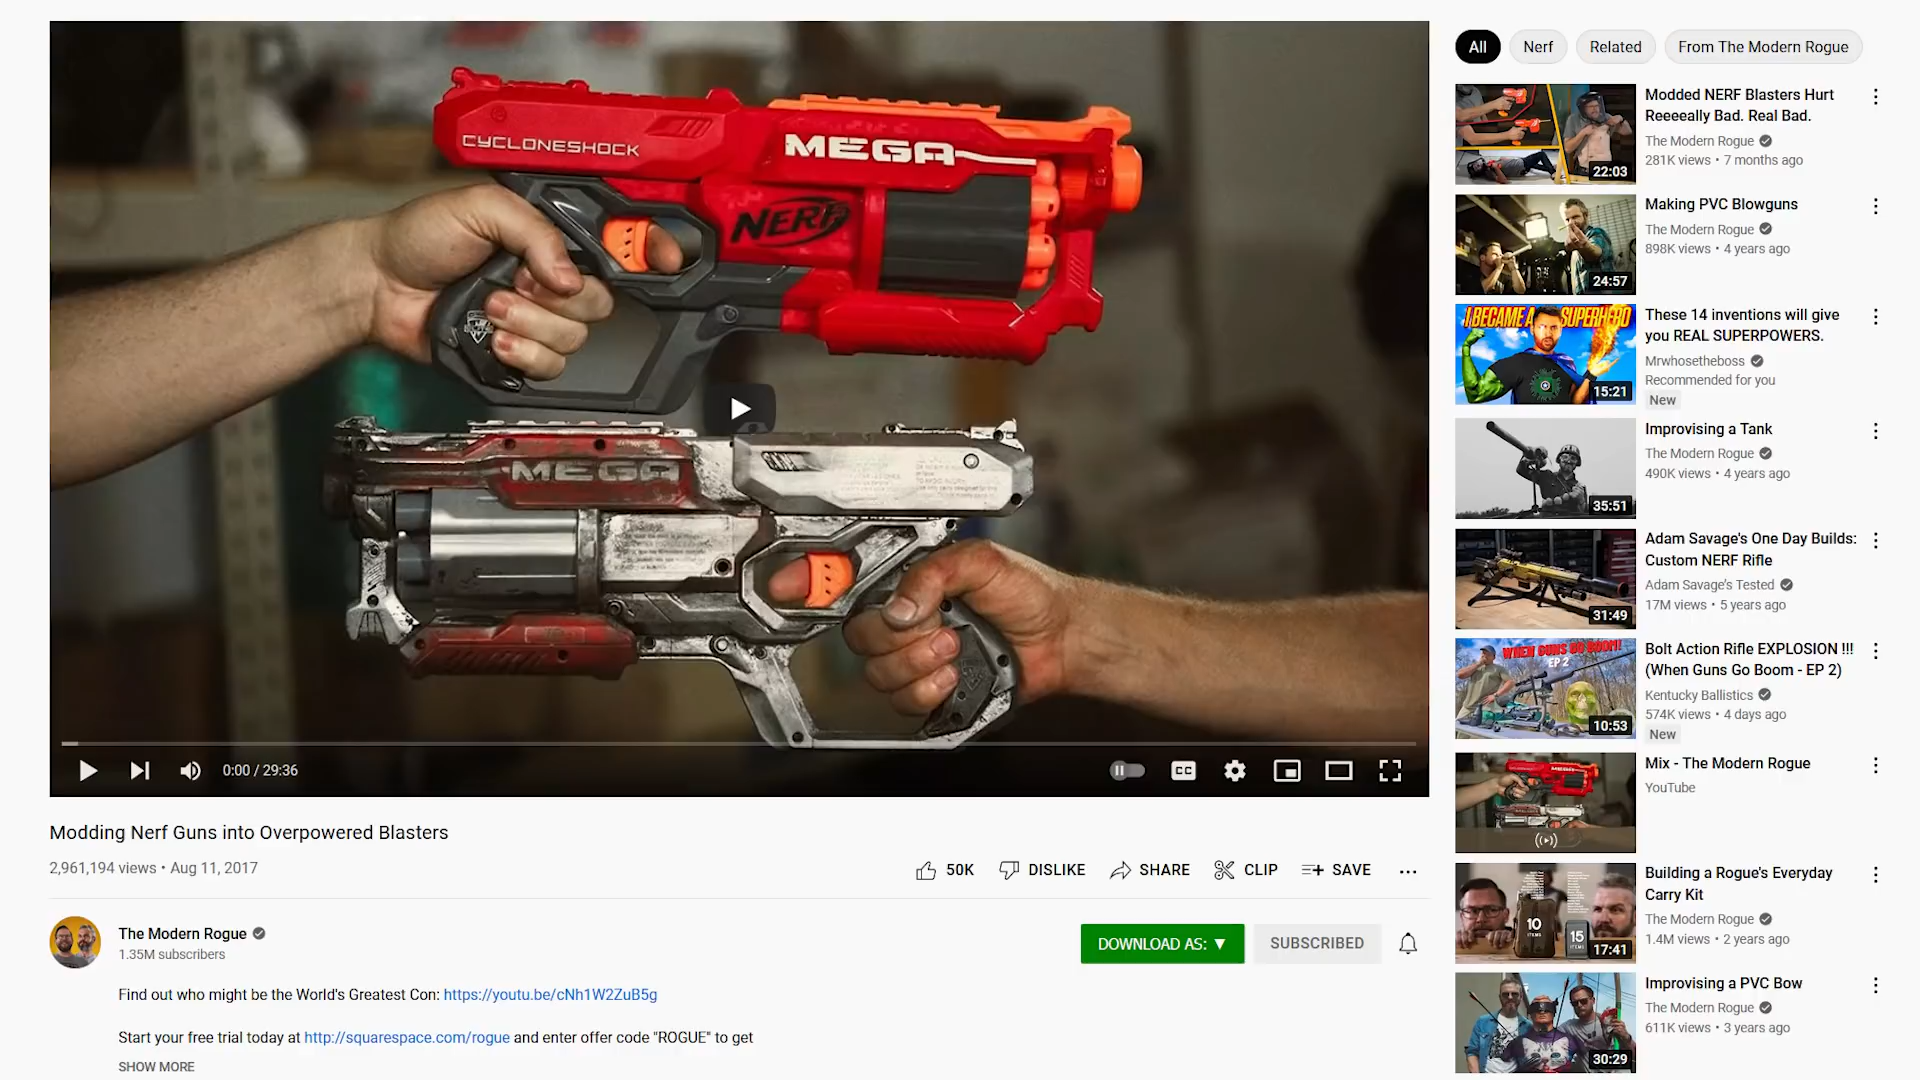 CYCLONESHOCK
MEGA
NERF
MEGA
0:00 / 29:36
CC
Modding Nerf Guns into Overpowered Blasters
2,961,194 views • Aug 11, 2017
50K
DISLIKE
SHARE
CLIP
SAVE
The Modern Rogue
1.35M subscribers
DOWNLOAD AS: ▼
SUBSCRIBED
Find out who might be the World's Greatest Con: https://youtu.be/cNh1W2ZuB5g
Start your free trial today at http://squarespace.com/rogue and enter offer code "ROGUE" to get
SHOW MORE
All
Nerf
Related
From The Modern Rogue
22:03
Modded NERF Blasters Hurt
Reeeeally Bad. Real Bad.
The Modern Rogue
281K views • 7 months ago
24:57
Making PVC Blowguns
The Modern Rogue
898K views • 4 years ago
I BECAME A SUPERHERO
15:21
These 14 inventions will give
you REAL SUPERPOWERS.
Mrwhosetheboss
Recommended for you
New
35:51
Improvising a Tank
The Modern Rogue
490K views • 4 years ago
31:49
Adam Savage's One Day Builds:
Custom NERF Rifle
Adam Savage's Tested
17M views • 5 years ago
WHEN GUNS GO BOOM!
EP 2
10:53
Bolt Action Rifle EXPLOSION !!!
(When Guns Go Boom - EP 2)
Kentucky Ballistics
574K views • 4 days ago
New
MEGA
Mix - The Modern Rogue
YouTube
10
ITEMS
15
ITEMS
17:41
Building a Rogue's Everyday
Carry Kit
The Modern Rogue
1.4M views • 2 years ago
30:29
Improvising a PVC Bow
The Modern Rogue
611K views • 3 years ago